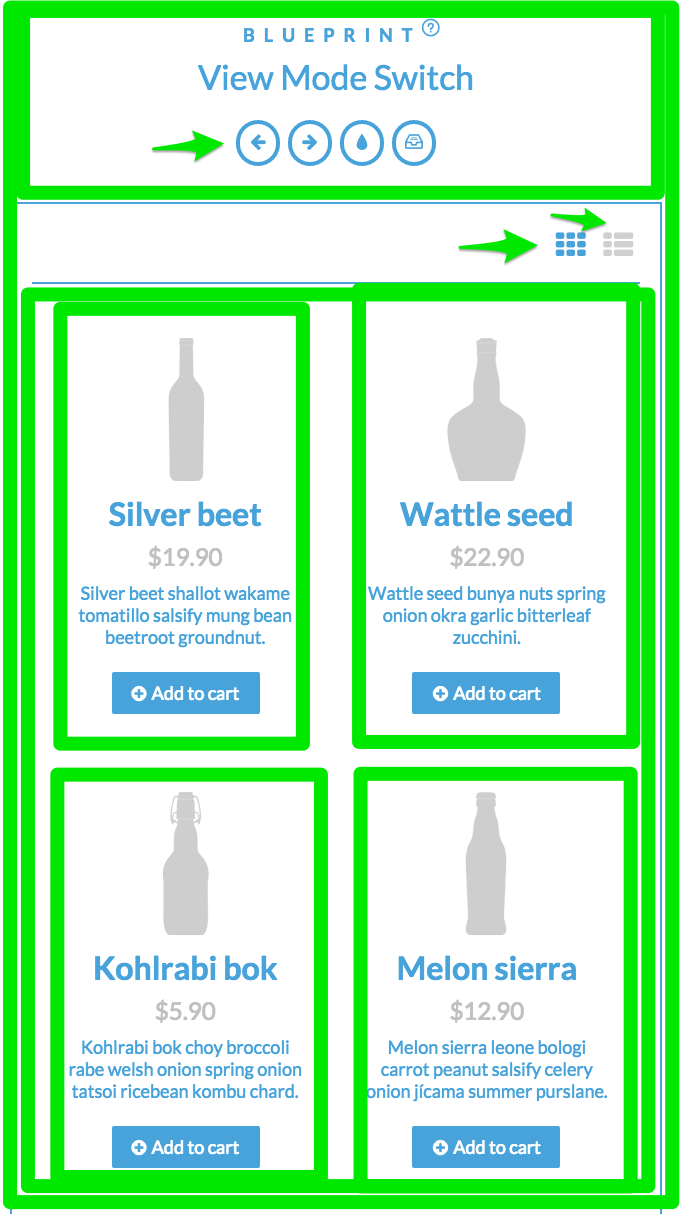 BLUEPRINT ?
View Mode Switch
Silver beet
$19.90
Silver beet shallot wakame
tomatillo salsify mung bean
beetroot groundnut.
Add to cart
Wattle seed
$22.90
Wattle seed bunya nuts spring
onion okra garlic bitterleaf
zucchini.
Add to cart
Kohlrabi bok
$5.90
Kohlrabi bok choy broccoli
rabe welsh onion spring onion
tatsoi ricebean kombu chard.
Add to cart
Melon sierra
$12.90
Melon sierra leone bologi
carrot peanut salsify celery
onion jícama summer purslane.
Add to cart